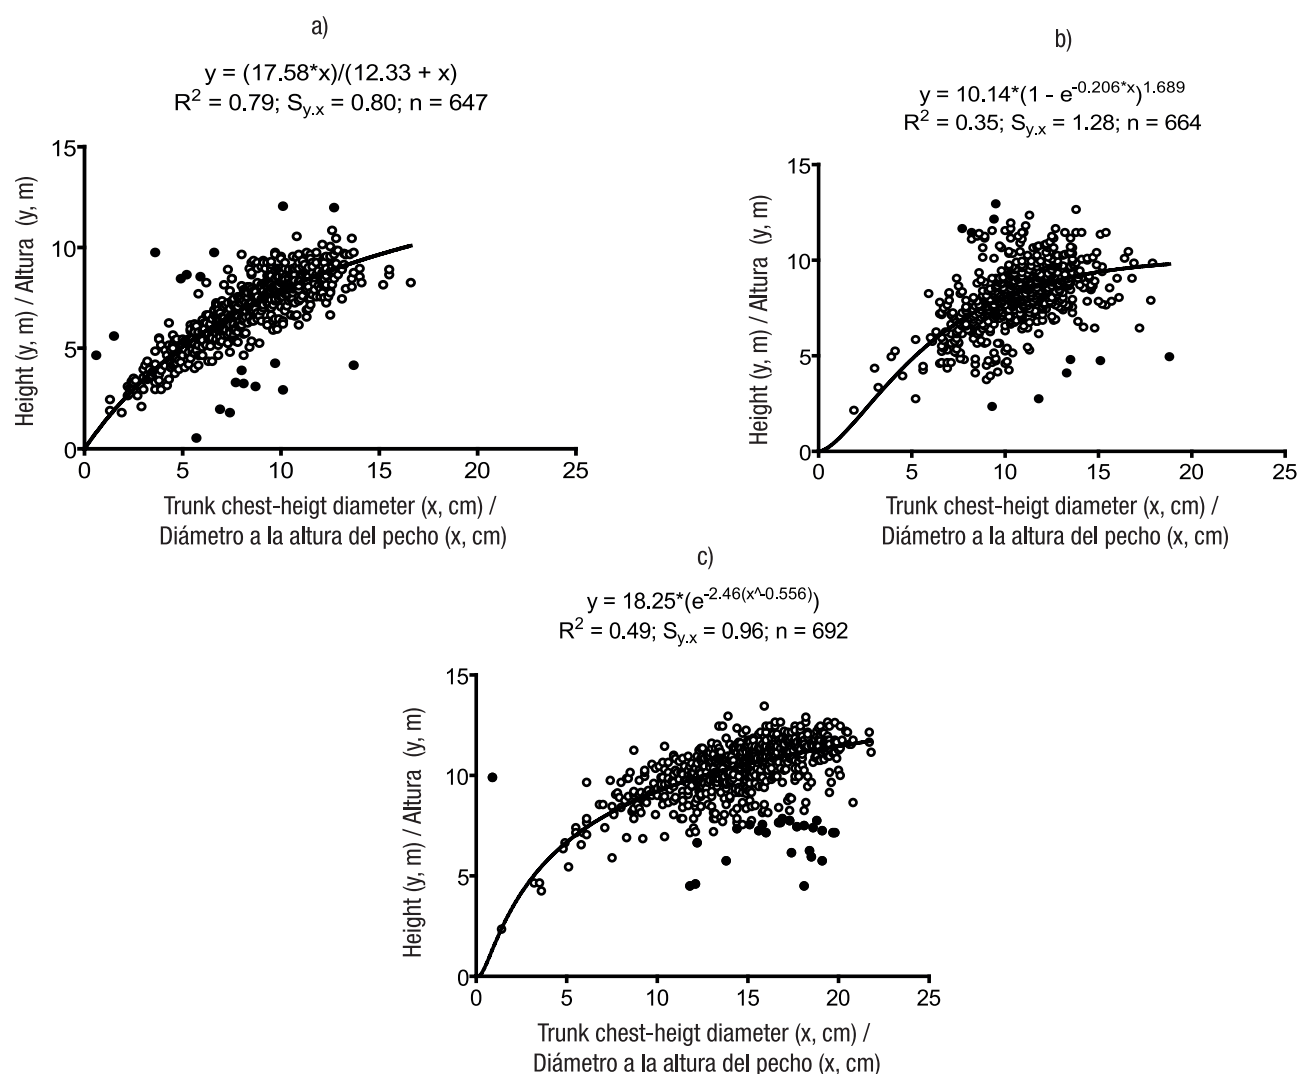 a)
y = (17.58*x)/(12.33 + x)
R² = 0.79; Sy.x = 0.80; n = 647
15
10
5
0
0 5 10 15 20 25
Height (y, m) / Altura (y, m)
Trunk chest-heigt diameter (x, cm) /
Diámetro a la altura del pecho (x, cm)
b)
y = 10.14*(1 - e^-0.206*x)^1.689
R² = 0.35; Sy.x = 1.28; n = 664
15
10
5
0
0 5 10 15 20 25
Height (y, m) / Altura (y, m)
Trunk chest-heigt diameter (x, cm) /
Diámetro a la altura del pecho (x, cm)
c)
y = 18.25*(e^-2.46(x^-0.556))
R² = 0.49; Sy.x = 0.96; n = 692
15
10
5
0
0 5 10 15 20 25
Height (y, m) / Altura (y, m)
Trunk chest-heigt diameter (x, cm) /
Diámetro a la altura del pecho (x, cm)